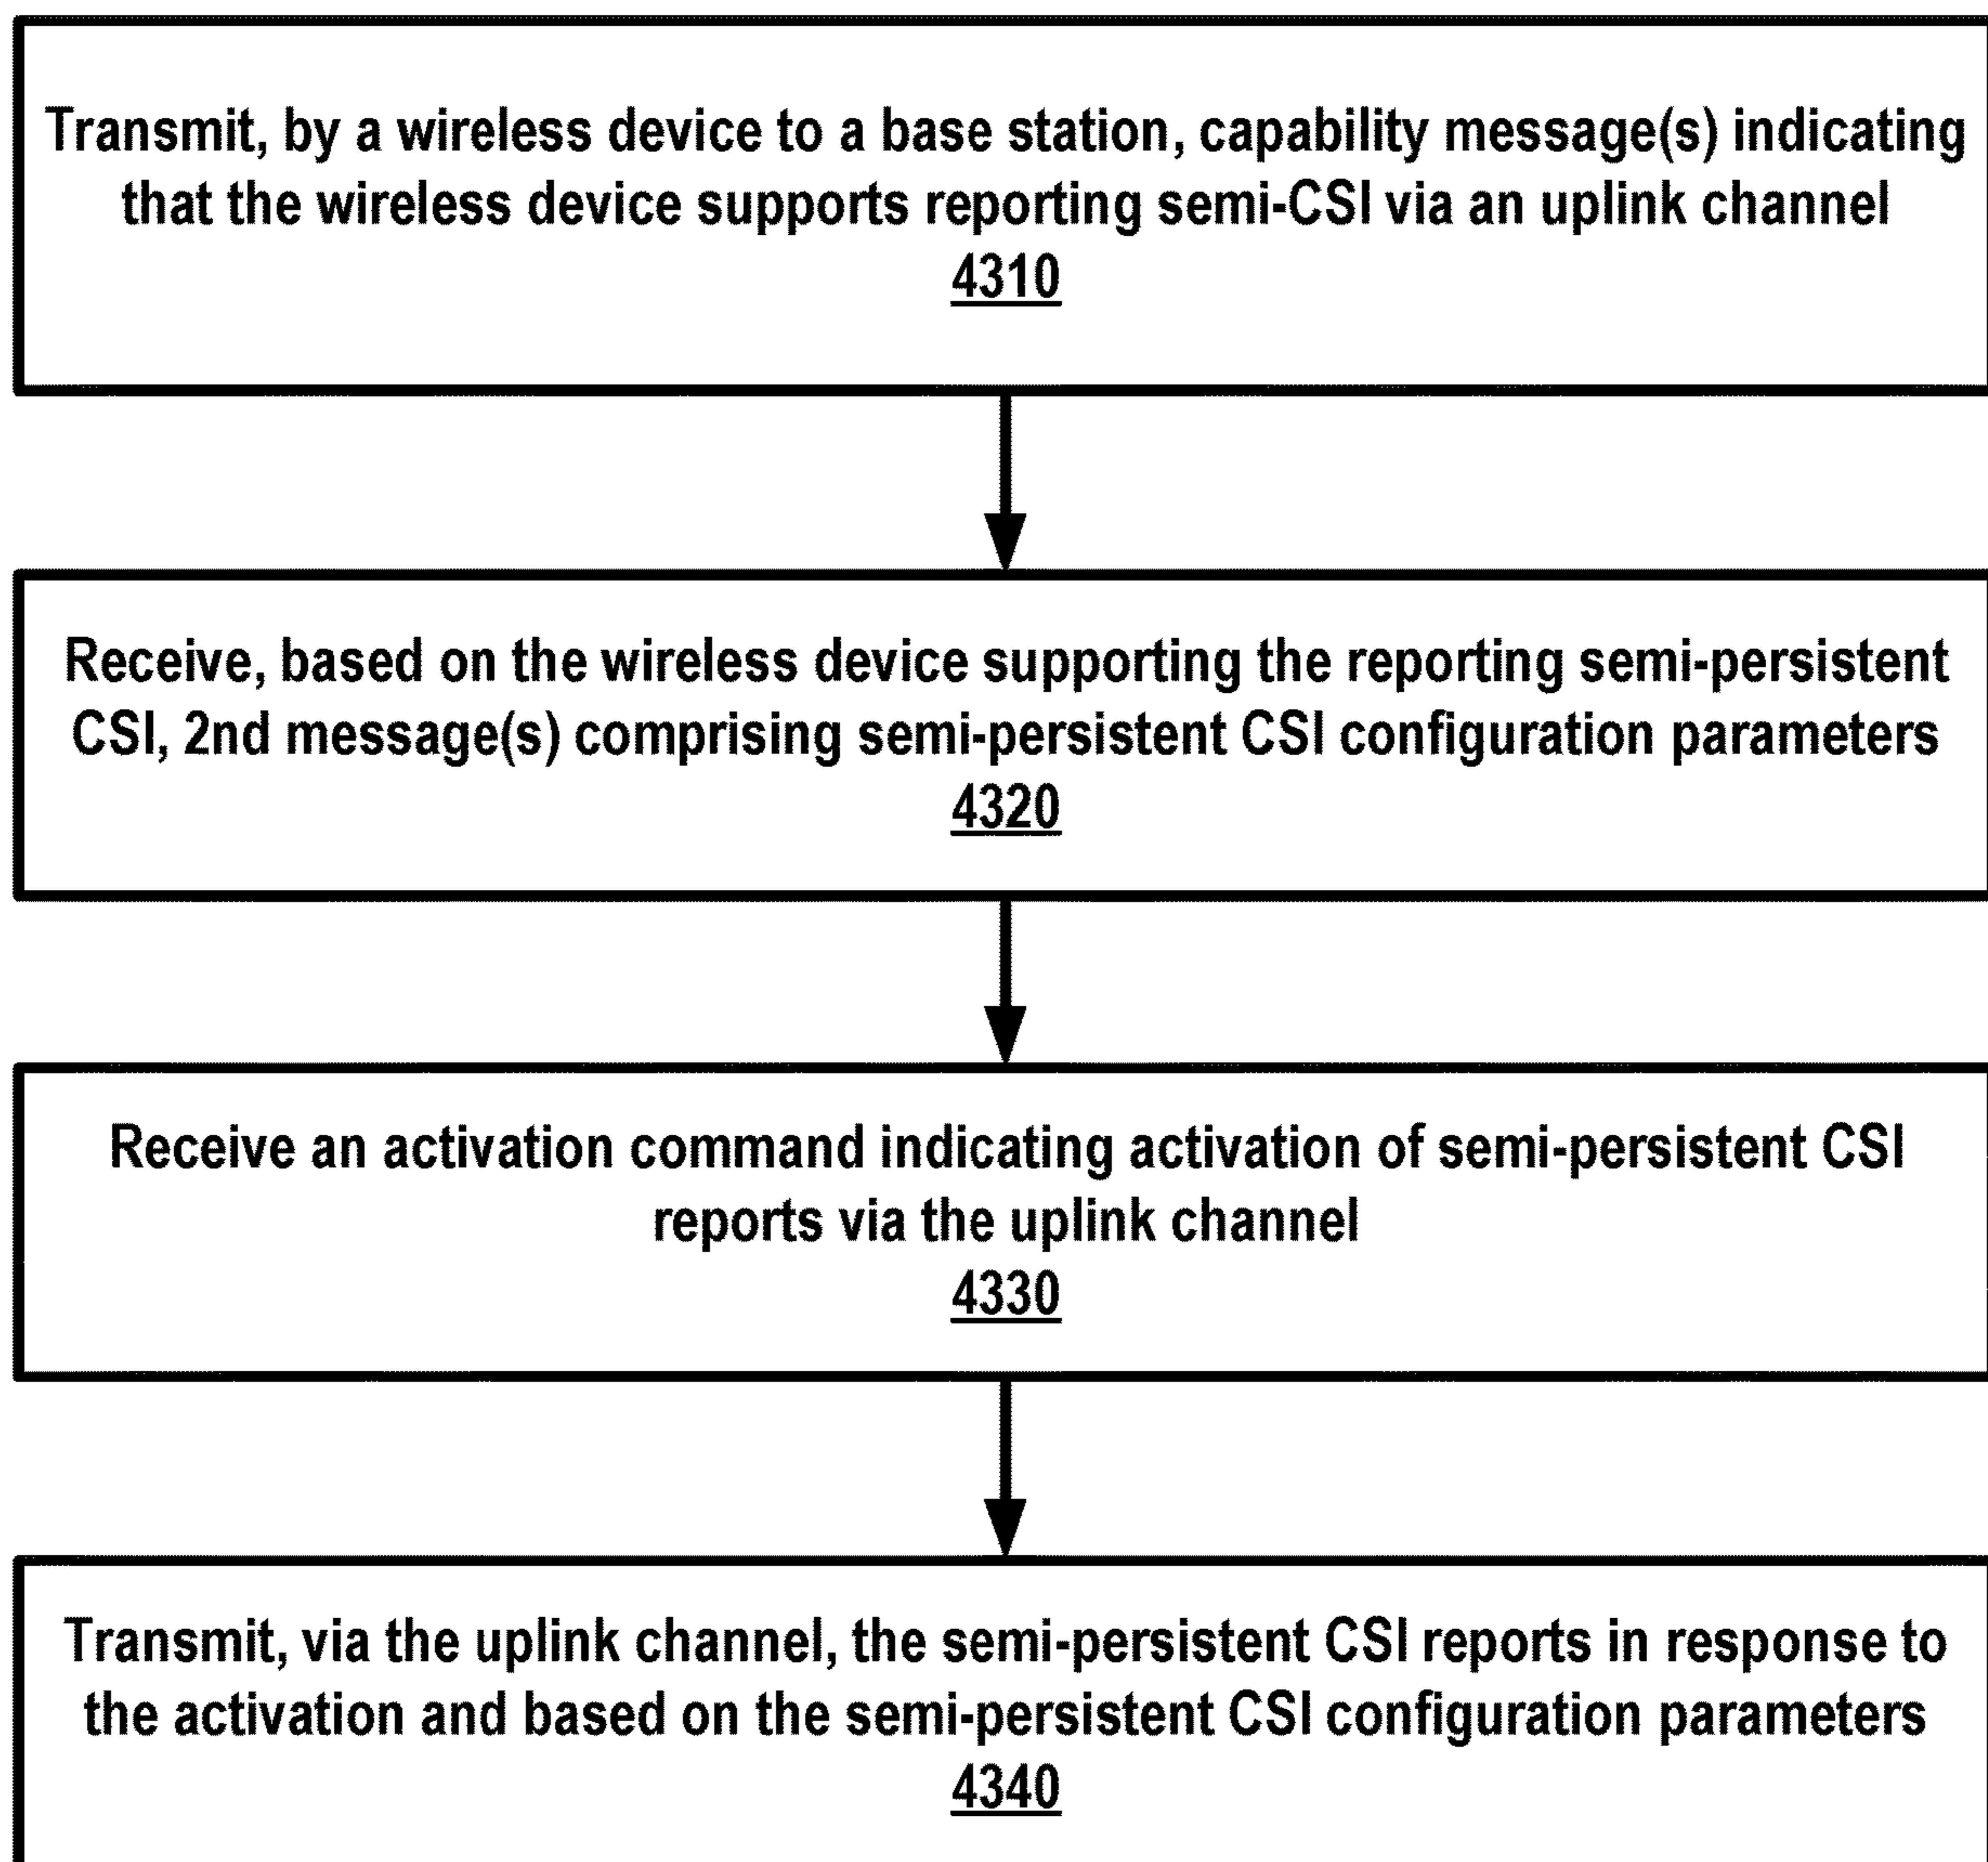 Transmit, by a wireless device to a base station, capability message(s) indicating
that the wireless device supports reporting semi-CSI via an uplink channel
4310
Receive, based on the wireless device supporting the reporting semi-persistent
CSI, 2nd message(s) comprising semi-persistent CSI configuration parameters
4320
Receive an activation command indicating activation of semi-persistent CSI
reports via the uplink channel
4330
Transmit, via the uplink channel, the semi-persistent CSI reports in response to
the activation and based on the semi-persistent CSI configuration parameters
4340